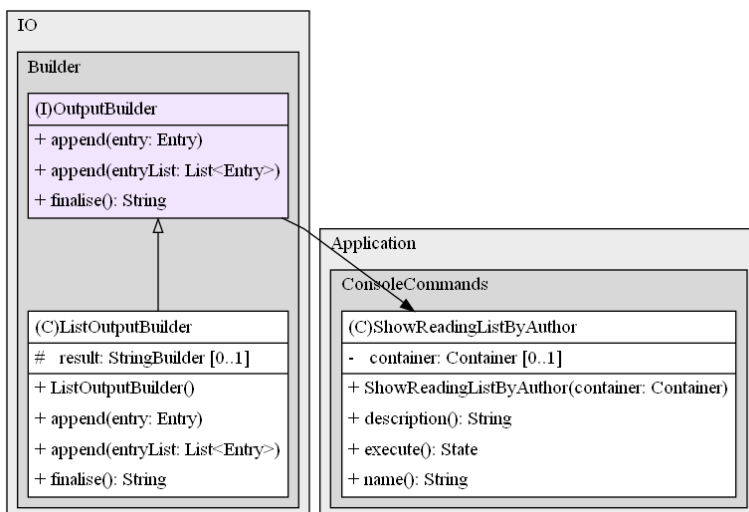 IO
Builder
(I)OutputBuilder
+ append(entry: Entry)
+ append(entryList: List<Entry>)
+ finalise(): String
(C)ListOutputBuilder
# result: StringBuilder [0..1]
+ ListOutputBuilder()
+ append(entry: Entry)
+ append(entryList: List<Entry>)
+ finalise(): String
Application
ConsoleCommands
(C)ShowReadingListByAuthor
- container: Container [0..1]
+ ShowReadingListByAuthor(container: Container)
+ description(): String
+ execute(): State
+ name(): String